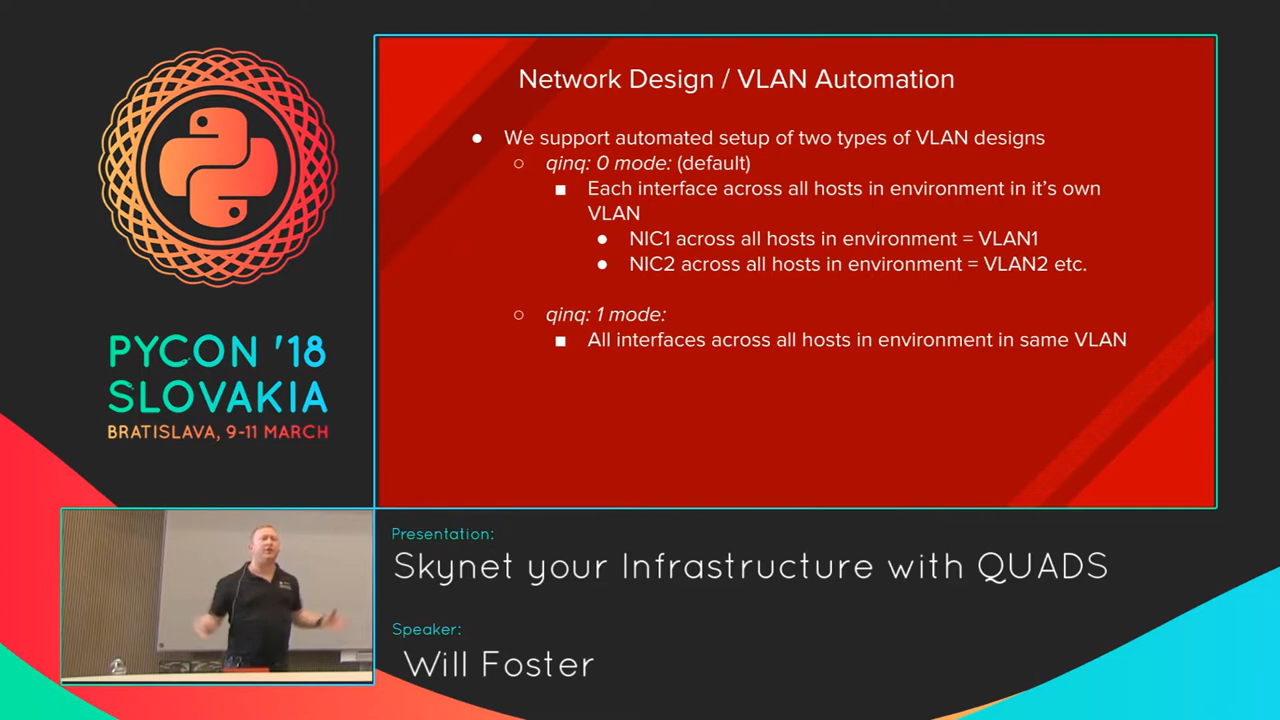 Network Design / VLAN Automation
● We support automated setup of two types of VLAN designs
○ qinq: 0 mode: (default)
■ Each interface across all hosts in environment in it's own
VLAN
● NIC1 across all hosts in environment = VLAN1
● NIC2 across all hosts in environment = VLAN2 etc.
○ qinq: 1 mode:
■ All interfaces across all hosts in environment in same VLAN
PYCON '18
SLOVAKIA
BRATISLAVA, 9-11 MARCH
Presentation:
Skynet your Infrastructure with QUADS
Speaker:
Will Foster